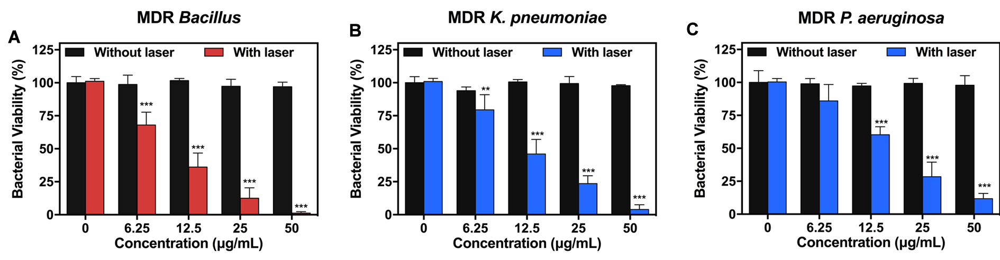 MDR Bacillus
A
Without laser
With laser
Bacterial Viability (%)
125
100
75
50
25
0
***
***
***
***
0 6.25 12.5 25 50
Concentration (µg/mL)
MDR K. pneumoniae
B
Without laser
With laser
Bacterial Viability (%)
125
100
75
50
25
0
**
***
***
***
0 6.25 12.5 25 50
Concentration (µg/mL)
MDR P. aeruginosa
C
Without laser
With laser
Bacterial Viability (%)
125
100
75
50
25
0
***
***
***
0 6.25 12.5 25 50
Concentration (µg/mL)